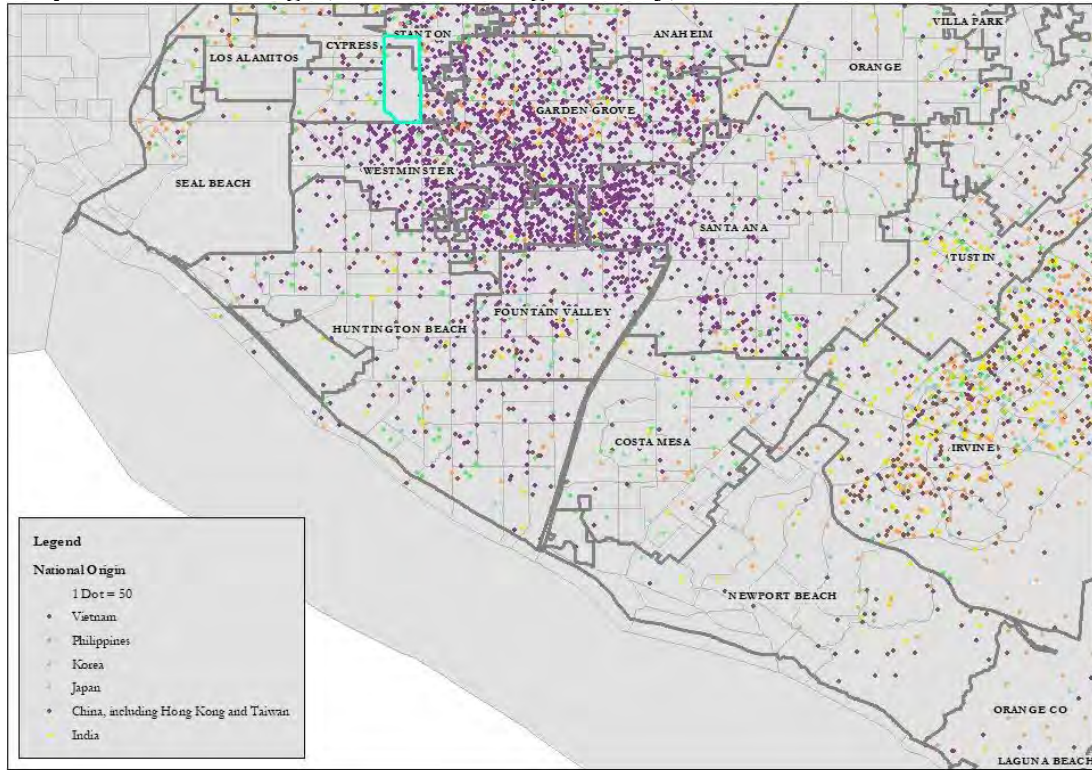 STANTON
VILLA PARK
CYPRESS
ANAHEIM
LOS ALAMITOS
ORANGE
GARDEN GROVE
WESTMINSTER
SEAL BEACH
SANTA ANA
TUSTIN
FOUNTAIN VALLEY
HUNTINGTON BEACH
COSTA MESA
IRVINE
NEWPORT BEACH
ORANGE CO
LAGUNA BEACH
Legend
National Origin
1 Dot = 50
Vietnam
Philippines
Korea
Japan
China, including Hong Kong and Taiwan
India